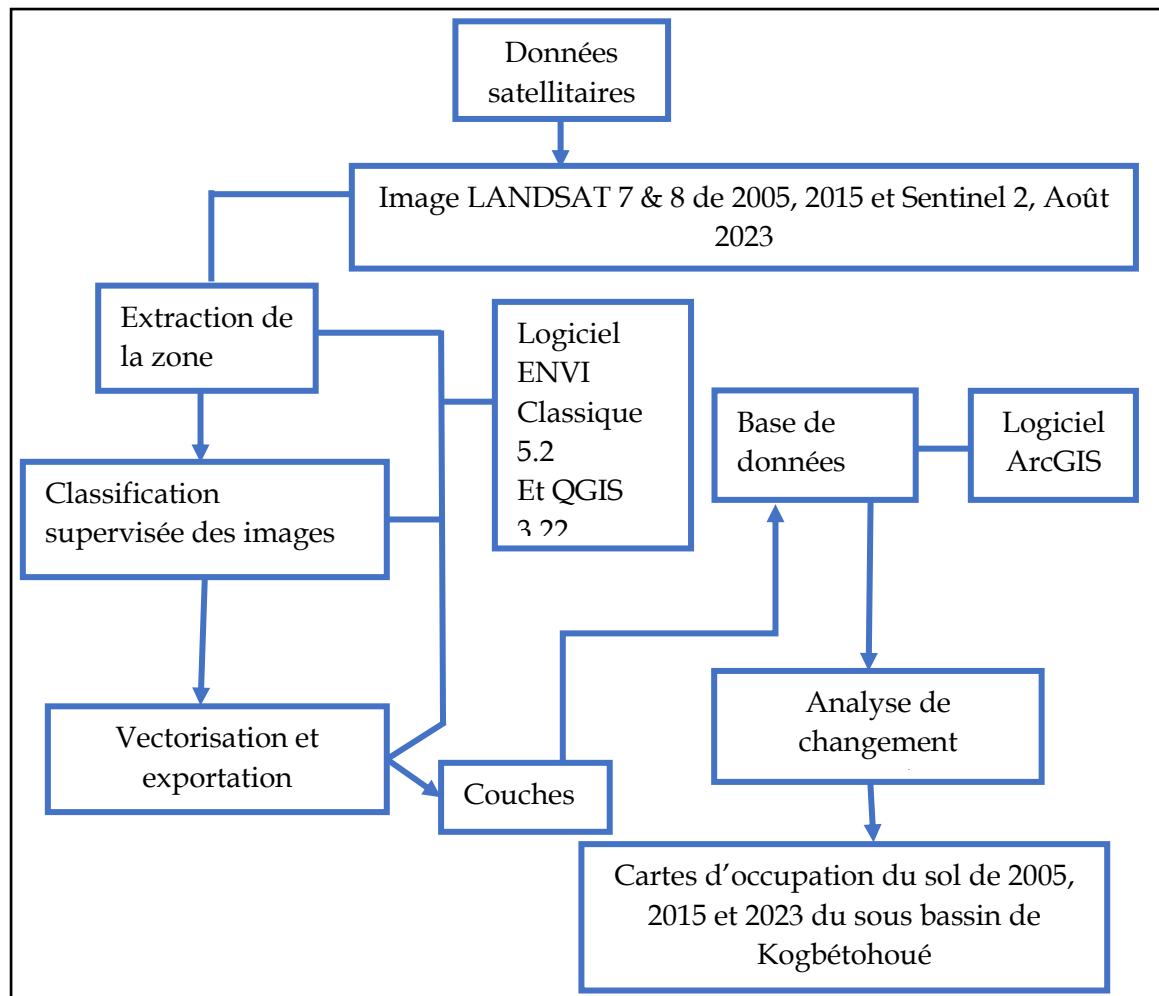 Données
satellitaires
Image LANDSAT 7 & 8 de 2005, 2015 et Sentinel 2, Août
2023
Extraction de
la zone
Logiciel
ENVI
Classique
5.2
Et QGIS
3.22
Base de
données
Logiciel
ArcGIS
Classification
supervisée des images
Vectorisation et
exportation
Couches
Analyse de
changement
Cartes d’occupation du sol de 2005,
2015 et 2023 du sous bassin de
Kogbétohoué